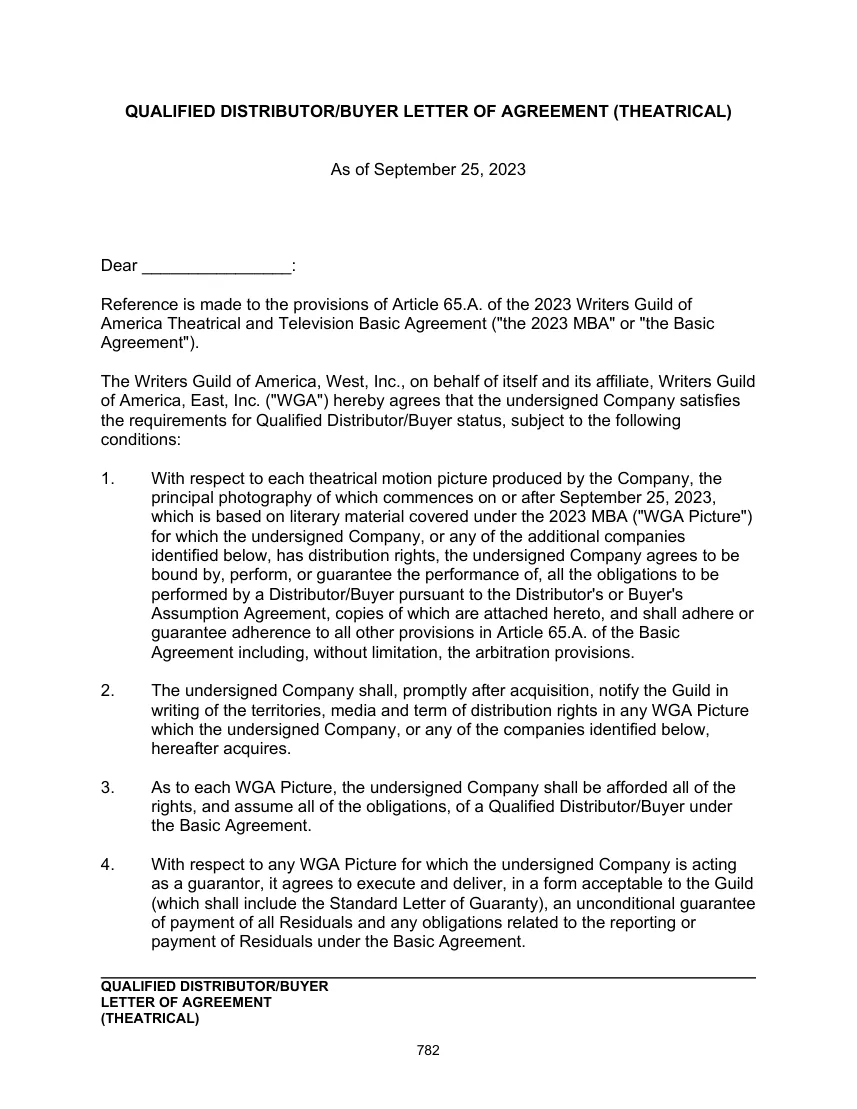 QUALIFIED DISTRIBUTOR/BUYER LETTER OF AGREEMENT (THEATRICAL)
As of September 25, 2023
Dear ________________:
Reference is made to the provisions of Article 65.A. of the 2023 Writers Guild of
America Theatrical and Television Basic Agreement ("the 2023 MBA" or "the Basic
Agreement").
The Writers Guild of America, West, Inc., on behalf of itself and its affiliate, Writers Guild
of America, East, Inc. ("WGA") hereby agrees that the undersigned Company satisfies
the requirements for Qualified Distributor/Buyer status, subject to the following
conditions:
1. With respect to each theatrical motion picture produced by the Company, the
principal photography of which commences on or after September 25, 2023,
which is based on literary material covered under the 2023 MBA ("WGA Picture")
for which the undersigned Company, or any of the additional companies
identified below, has distribution rights, the undersigned Company agrees to be
bound by, perform, or guarantee the performance of, all the obligations to be
performed by a Distributor/Buyer pursuant to the Distributor's or Buyer's
Assumption Agreement, copies of which are attached hereto, and shall adhere or
guarantee adherence to all other provisions in Article 65.A. of the Basic
Agreement including, without limitation, the arbitration provisions.
2. The undersigned Company shall, promptly after acquisition, notify the Guild in
writing of the territories, media and term of distribution rights in any WGA Picture
which the undersigned Company, or any of the companies identified below,
hereafter acquires.
3. As to each WGA Picture, the undersigned Company shall be afforded all of the
rights, and assume all of the obligations, of a Qualified Distributor/Buyer under
the Basic Agreement.
4. With respect to any WGA Picture for which the undersigned Company is acting
as a guarantor, it agrees to execute and deliver, in a form acceptable to the Guild
(which shall include the Standard Letter of Guaranty), an unconditional guarantee
of payment of all Residuals and any obligations related to the reporting or
payment of Residuals under the Basic Agreement.
QUALIFIED DISTRIBUTOR/BUYER
LETTER OF AGREEMENT
(THEATRICAL)
782